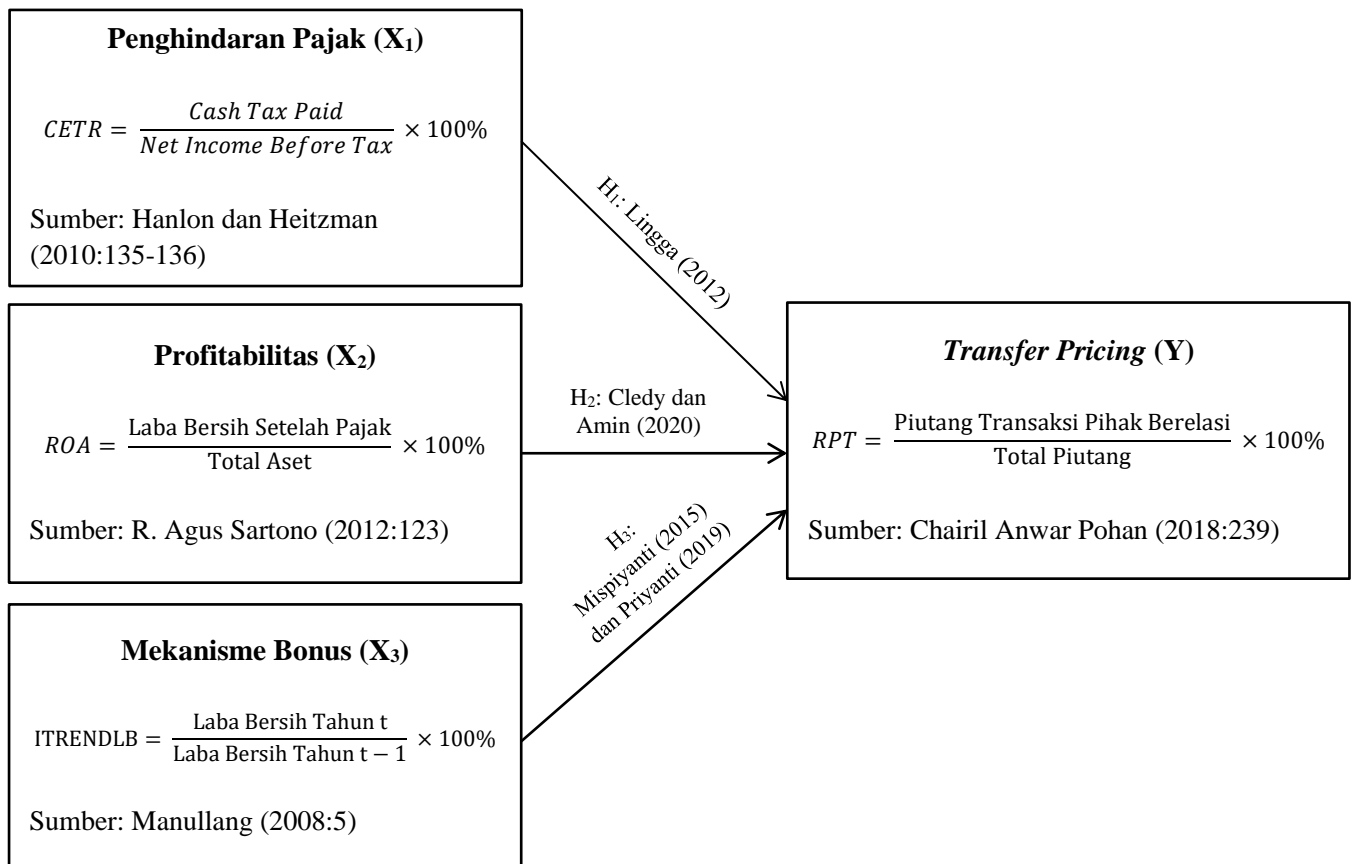 Penghindaran Pajak (X₁)
CETR = Cash Tax Paid / Net Income Before Tax × 100%
Sumber: Hanlon dan Heitzman
(2010:135-136)
H₁: Lingga (2012)
Profitabilitas (X₂)
ROA = Laba Bersih Setelah Pajak / Total Aset × 100%
Sumber: R. Agus Sartono (2012:123)
H₂: Cledy dan
Amin (2020)
Transfer Pricing (Y)
RPT = Piutang Transaksi Pihak Berelasi / Total Piutang × 100%
Sumber: Chairil Anwar Pohan (2018:239)
H₃:
Mispiyanti (2015)
dan Priyanti (2019)
Mekanisme Bonus (X₃)
ITRENDLB = Laba Bersih Tahun t / Laba Bersih Tahun t − 1 × 100%
Sumber: Manullang (2008:5)